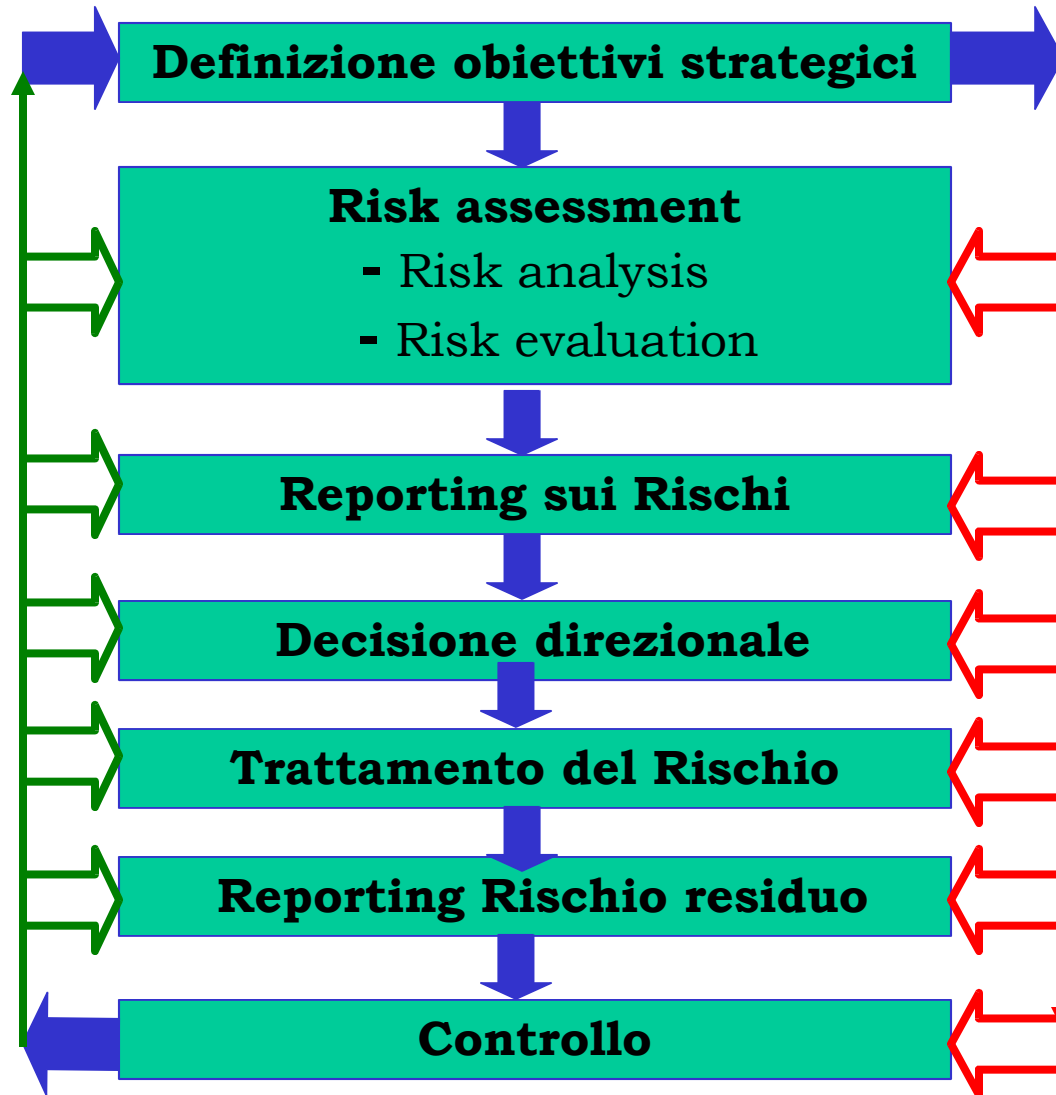 Definizione obiettivi strategici
Risk assessment
- Risk analysis
- Risk evaluation
Reporting sui Rischi
Decisione direzionale
Trattamento del Rischio
Reporting Rischio residuo
Controllo